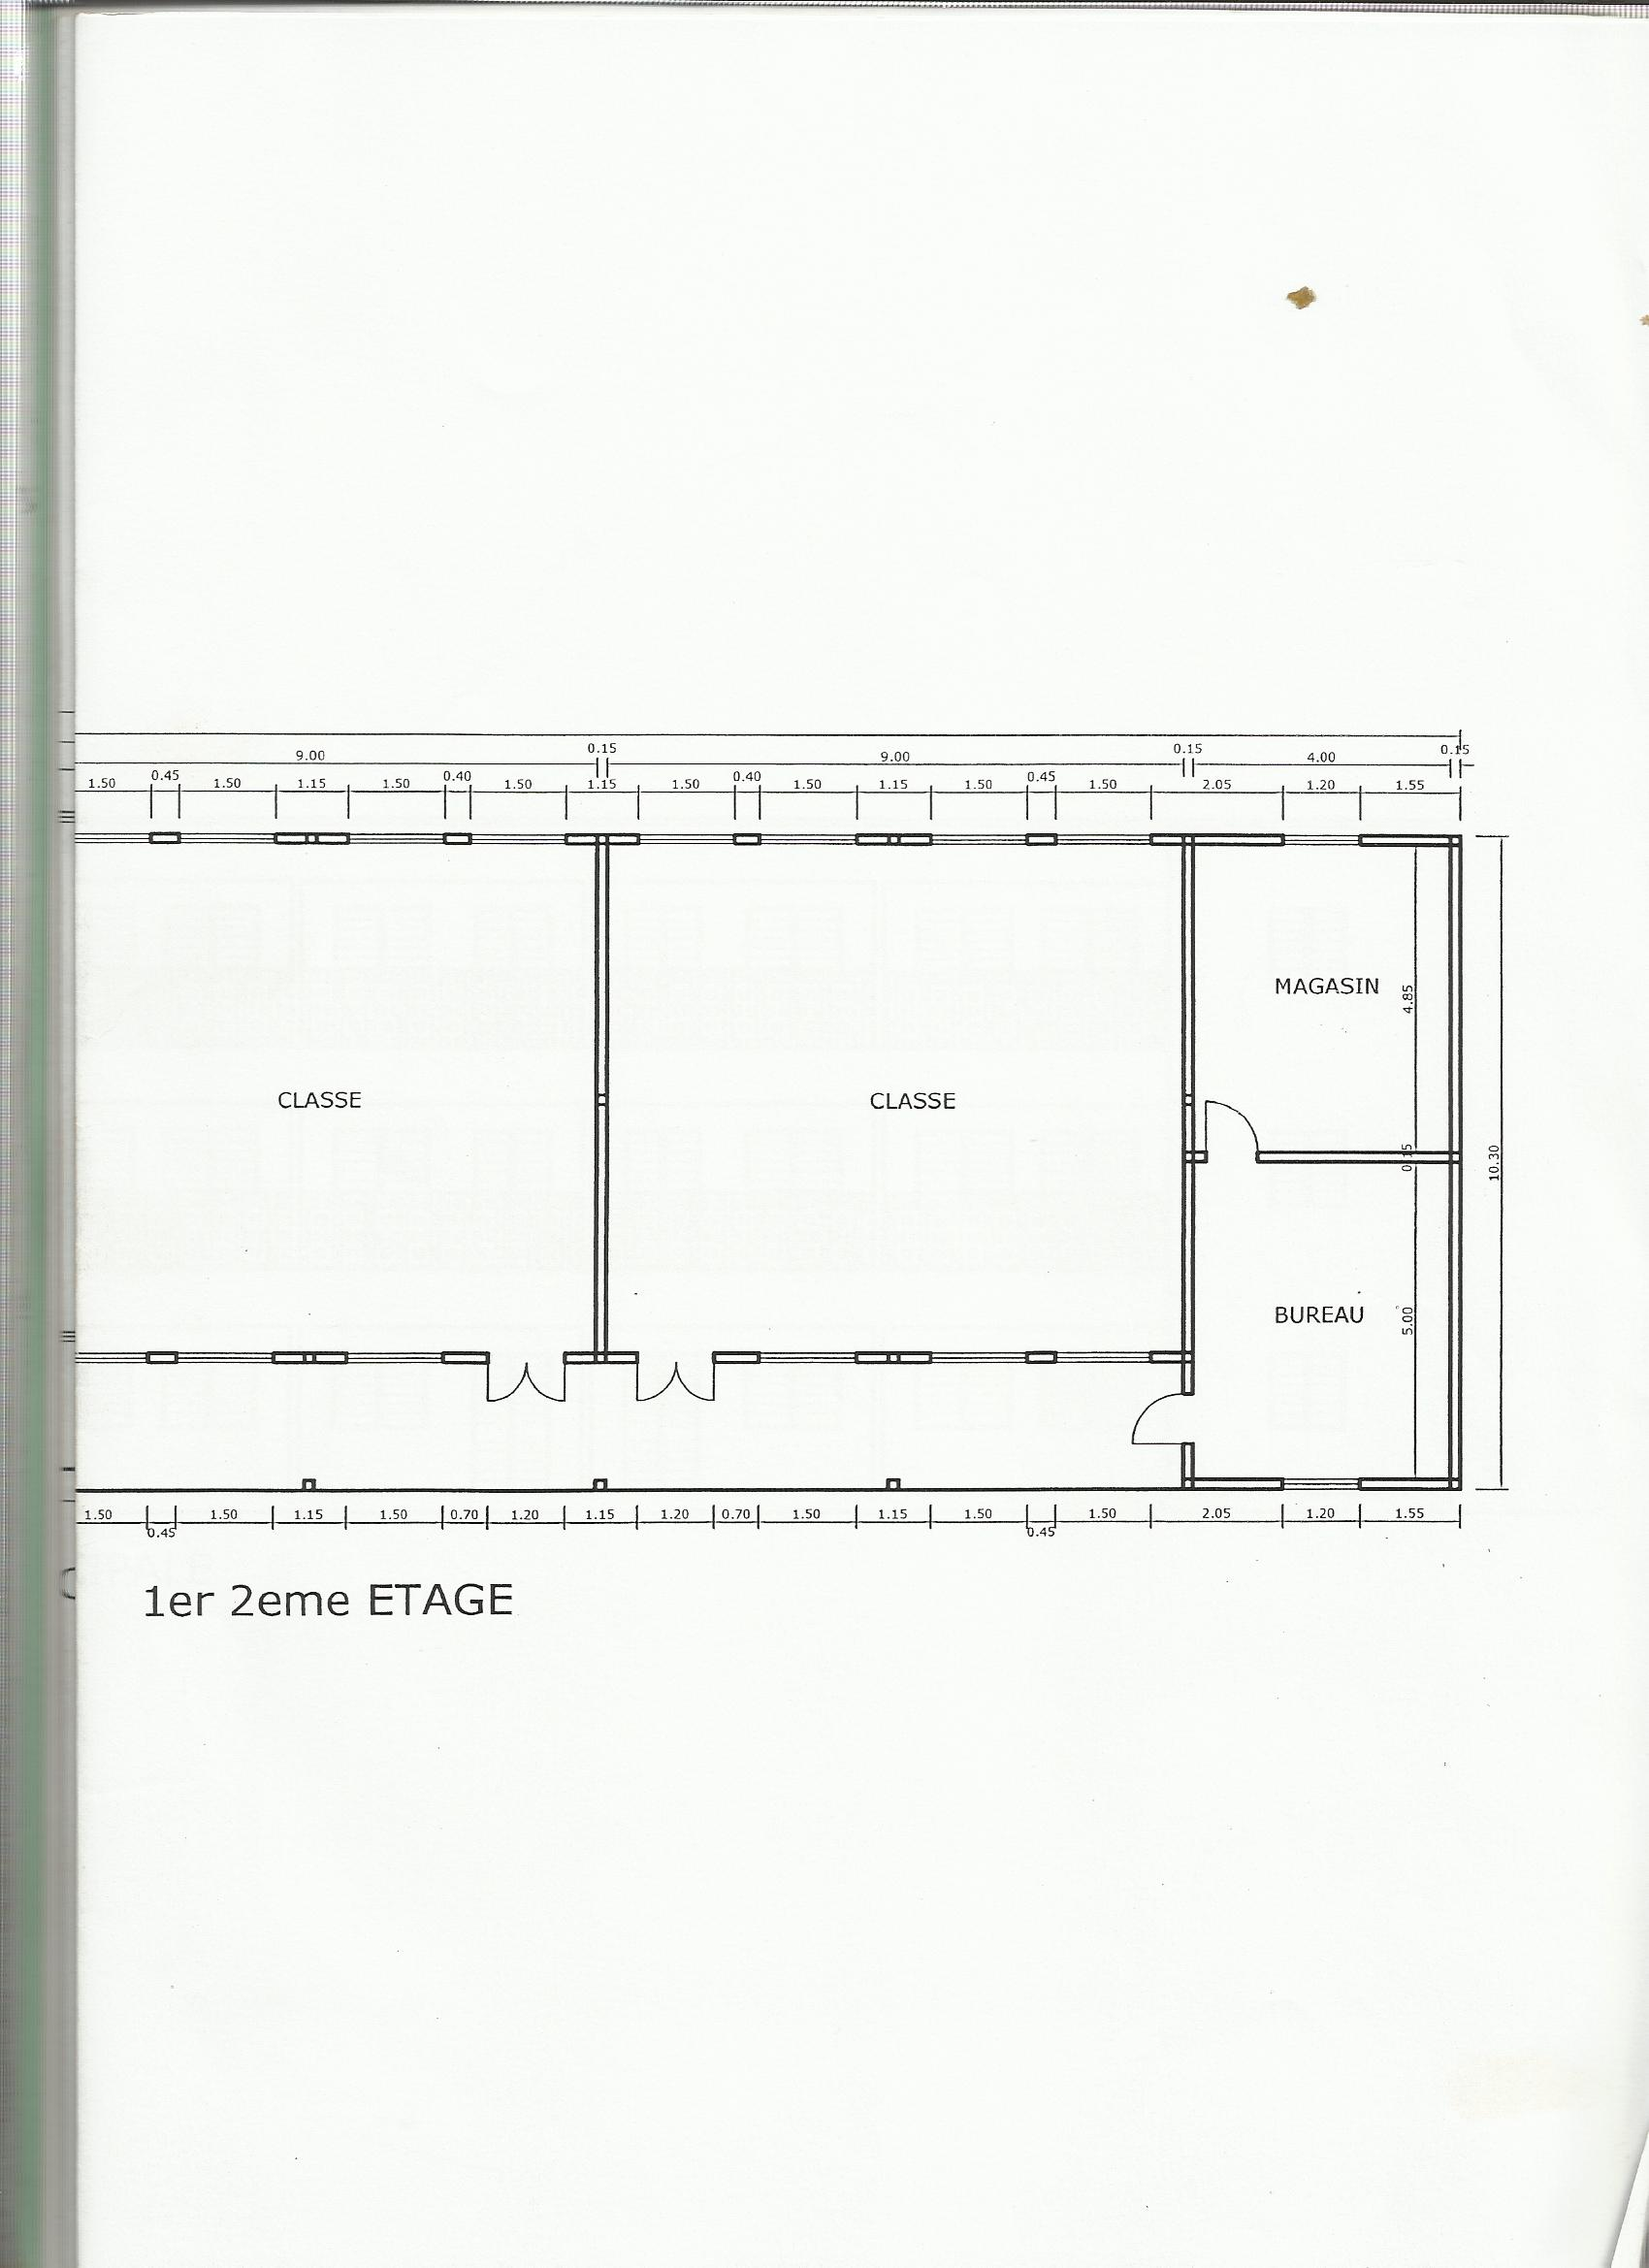 0.15 0.15 0.15
9.00 9.00 4.00
1.50 0.45 1.50 1.15 1.50 0.40 1.50 1.15 1.50 0.40 1.50 1.15 1.50 0.45 1.50 2.05 1.20 1.55
MAGASIN
4.85
CLASSE CLASSE
0.15
10.30
BUREAU
5.00
1.50 0.45 1.50 1.15 1.50 0.70 1.20 1.15 1.20 0.70 1.50 1.15 1.50 0.45 1.50 2.05 1.20 1.55
1er 2eme ETAGE